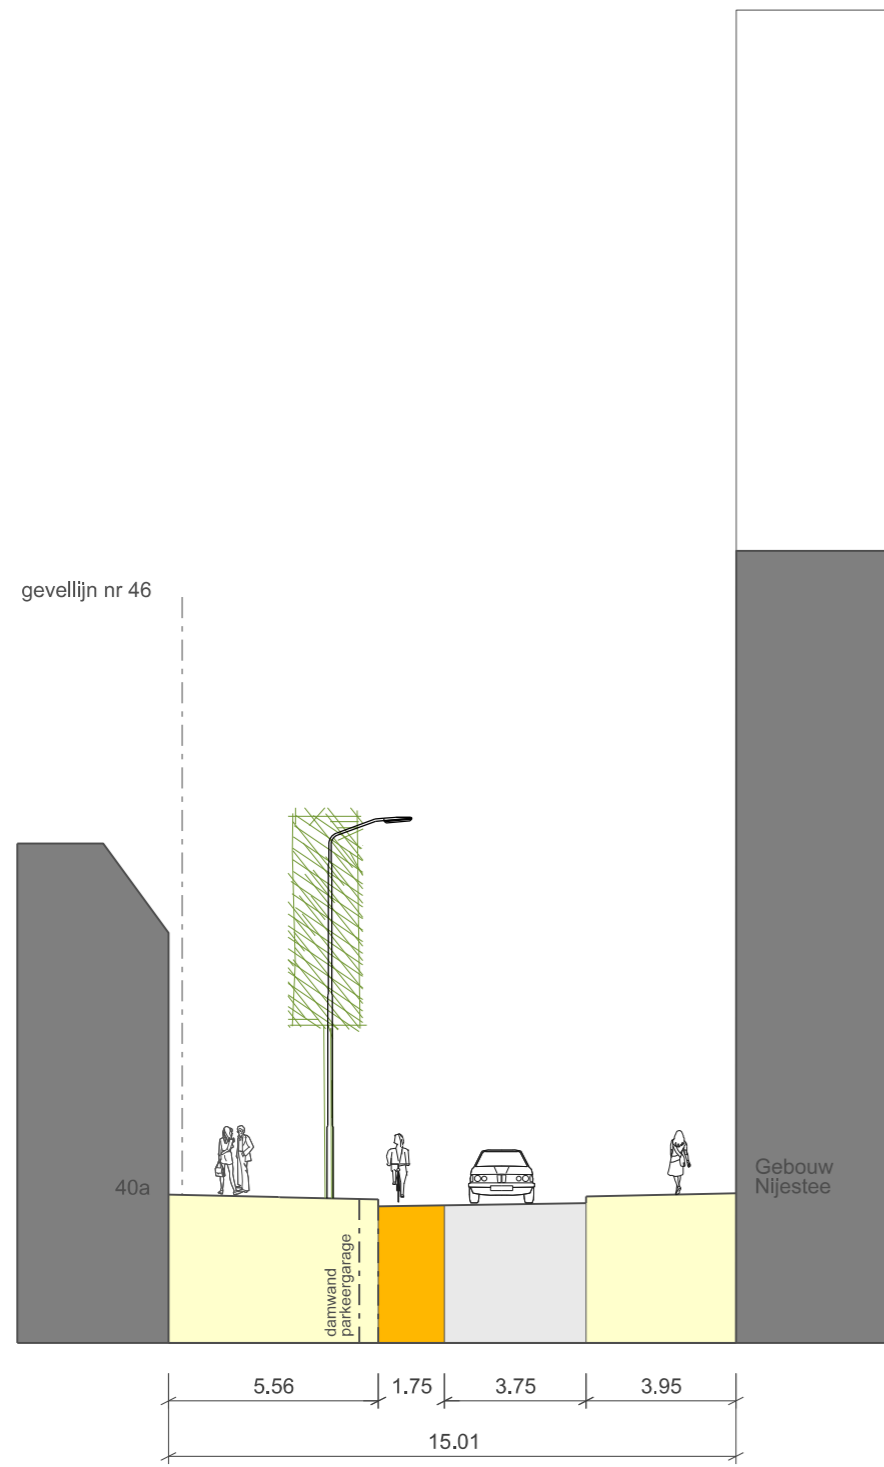 gevellijn nr 46
40a
Gebouw
Nijestee
damwand
parkeergarage
5.56
1.75
3.75
3.95
15.01